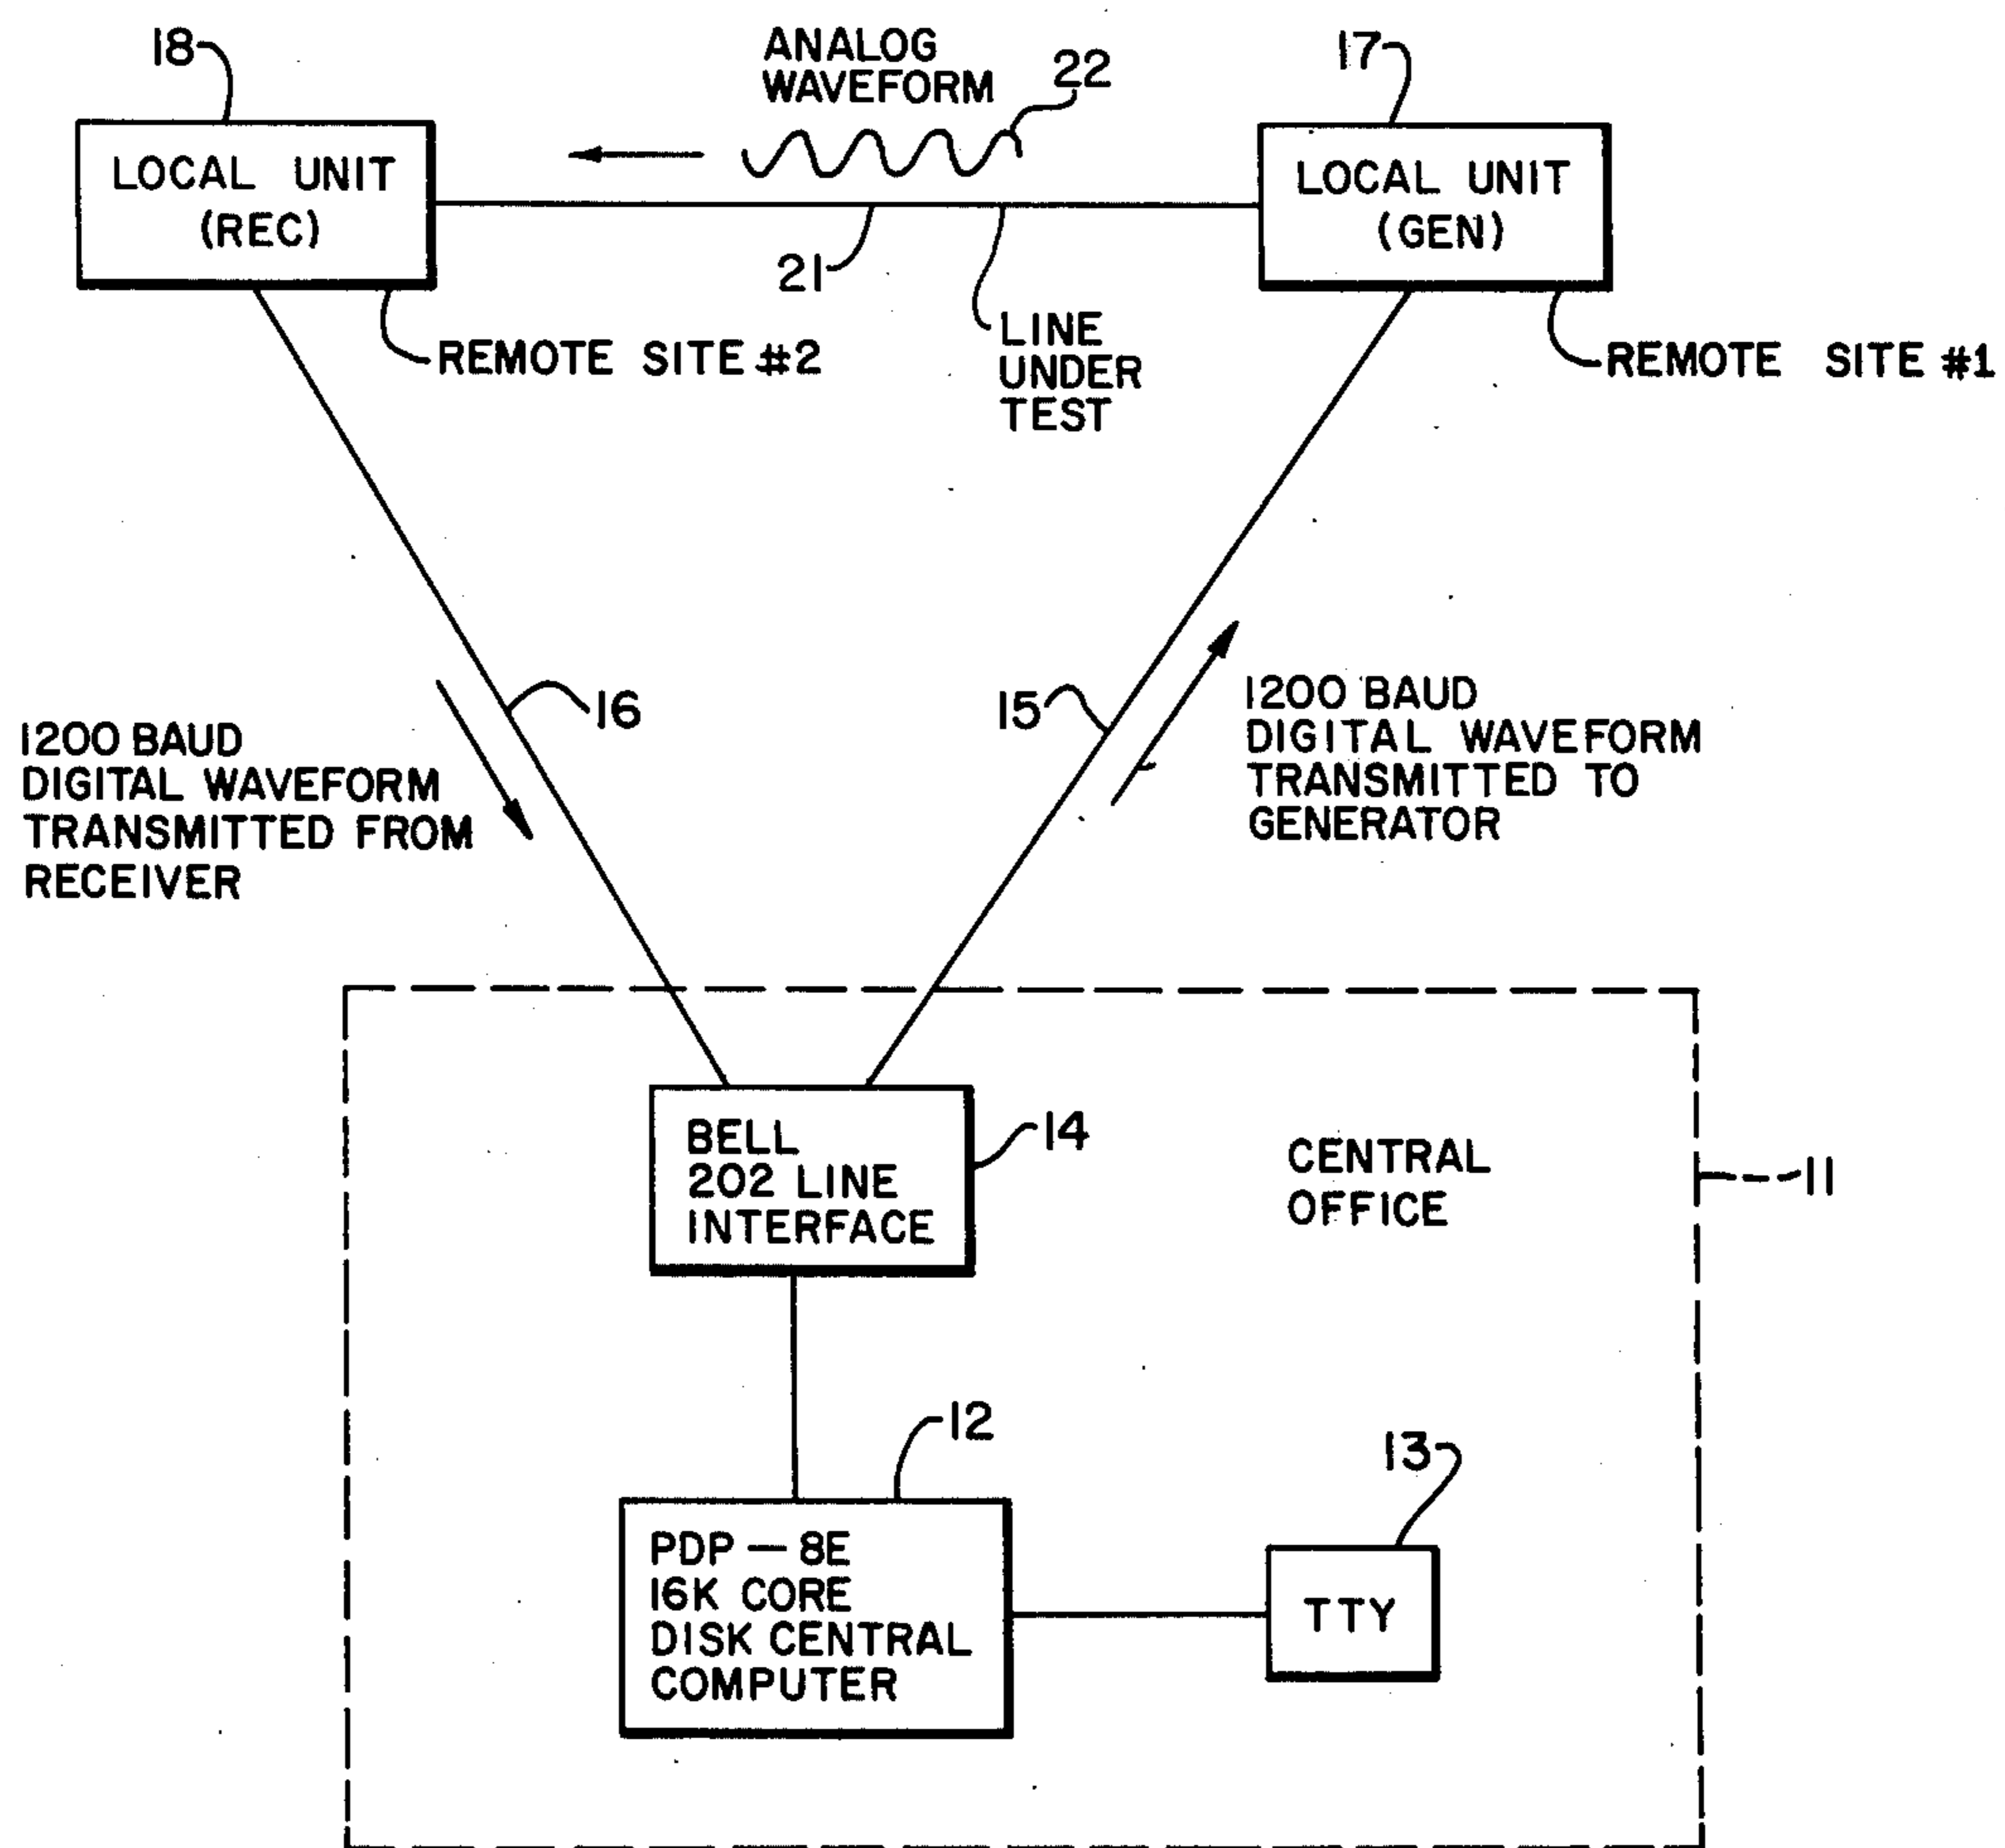 18
ANALOG
WAVEFORM
22
17
LOCAL UNIT
(REC)
LOCAL UNIT
(GEN)
21
REMOTE SITE #2
LINE
UNDER
TEST
REMOTE SITE #1
16
15
1200 BAUD
DIGITAL WAVEFORM
TRANSMITTED FROM
RECEIVER
1200 BAUD
DIGITAL WAVEFORM
TRANSMITTED TO
GENERATOR
BELL
202 LINE
INTERFACE
14
CENTRAL
OFFICE
11
12
13
PDP — 8E
16K CORE
DISK CENTRAL
COMPUTER
TTY